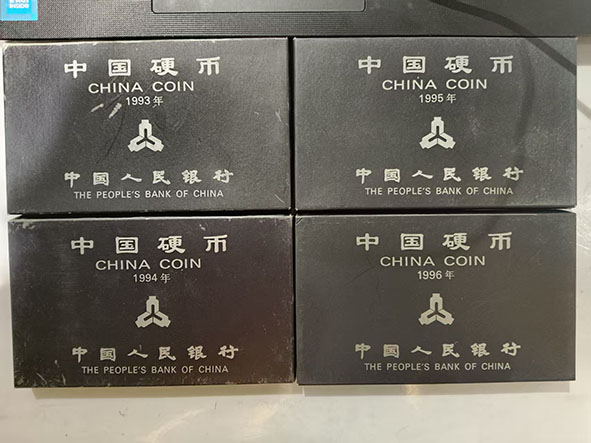 中国硬币
CHINA COIN
1993年
中国人民银行
THE PEOPLE'S BANK OF CHINA
中国硬币
CHINA COIN
1995年
中国人民银行
THE PEOPLE'S BANK OF CHINA
中国硬币
CHINA COIN
1994年
中国人民银行
THE PEOPLE'S BANK OF CHINA
中国硬币
CHINA COIN
1996年
中国人民银行
THE PEOPLE'S BANK OF CHINA